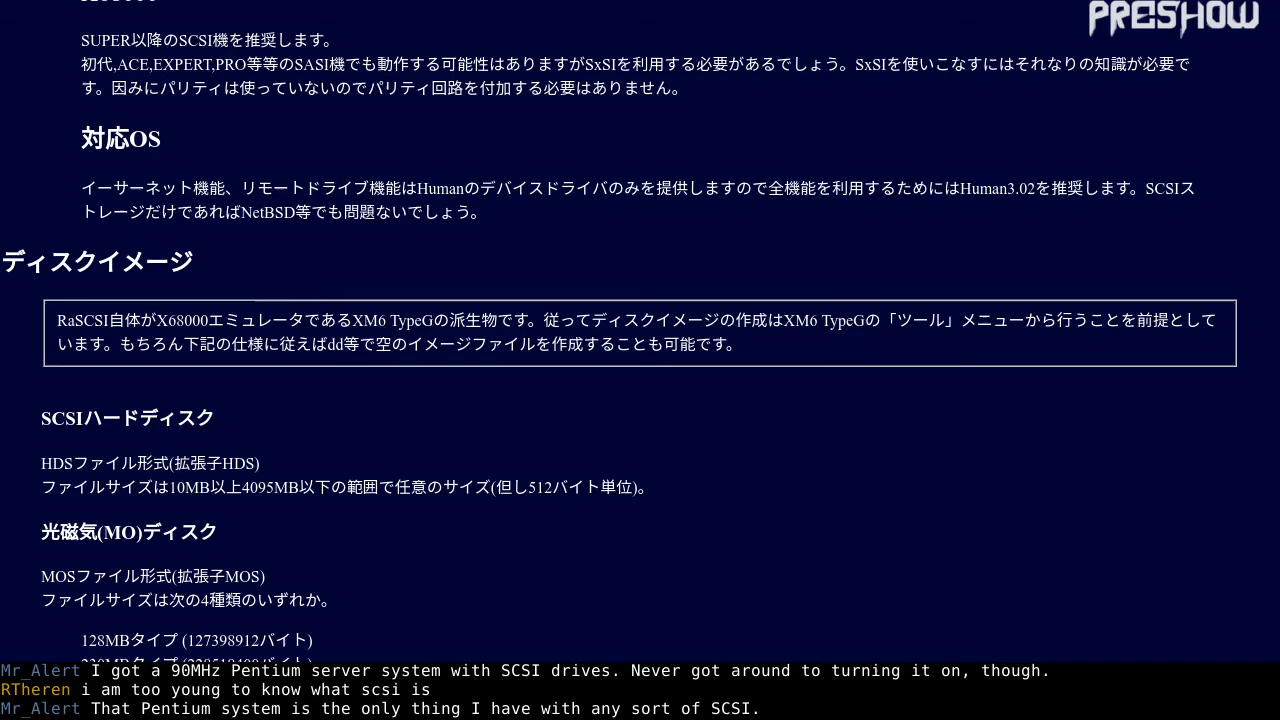 PRESHOW
SUPER以降のSCSI機を推奨します。
初代,ACE,EXPERT,PRO等等のSASI機でも動作する可能性はありますがSxSIを利用する必要があるでしょう。SxSIを使いこなすにはそれなりの知識が必要で
す。因みにパリティは使っていないのでパリティ回路を付加する必要はありません。
対応OS
イーサーネット機能、リモートドライブ機能はHumanのデバイスドライバのみを提供しますので全機能を利用するためにはHuman3.02を推奨します。SCSIス
トレージだけであればNetBSD等でも問題ないでしょう。
ディスクイメージ
RaSCSI自体がX68000エミュレータであるXM6 TypeGの派生物です。従ってディスクイメージの作成はXM6 TypeGの「ツール」メニューから行うことを前提として
います。もちろん下記の仕様に従えばdd等で空のイメージファイルを作成することも可能です。
SCSIハードディスク
HDSファイル形式(拡張子HDS)
ファイルサイズは10MB以上4095MB以下の範囲で任意のサイズ(但し512バイト単位)。
光磁気(MO)ディスク
MOSファイル形式(拡張子MOS)
ファイルサイズは次の4種類のいずれか。
128MBタイプ (127398912バイト)
Mr_Alert I got a 90MHz Pentium server system with SCSI drives. Never got around to turning it on, though.
RTheren i am too young to know what scsi is
Mr_Alert That Pentium system is the only thing I have with any sort of SCSI.